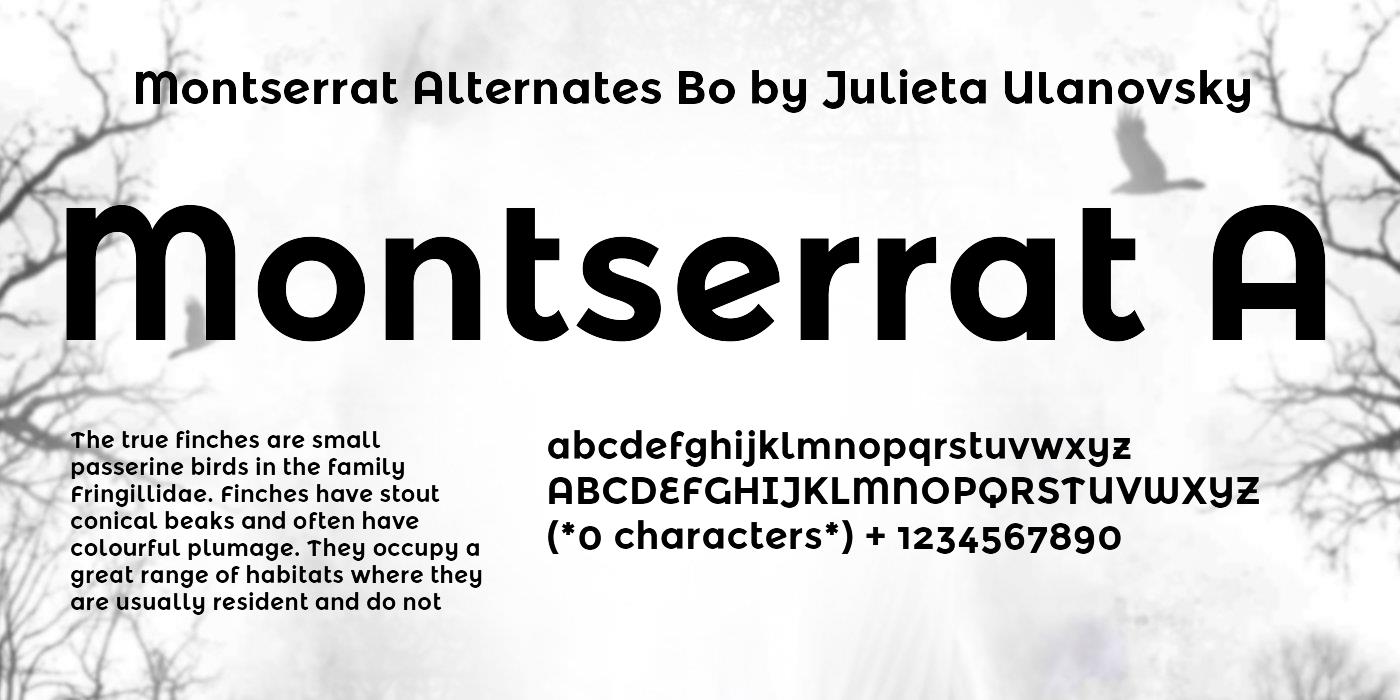 Montserrat Alternates Bo by Julieta Ulanovsky
Montserrat A
The true finches are small
passerine birds in the family
Fringillidae. Finches have stout
conical beaks and often have
colourful plumage. They occupy a
great range of habitats where they
are usually resident and do not
abcdefghijklmnopqrstuvwxyz
ABCDEFGHIJKLMNOPQRSTUVWXYZ
(*0 characters*) + 1234567890